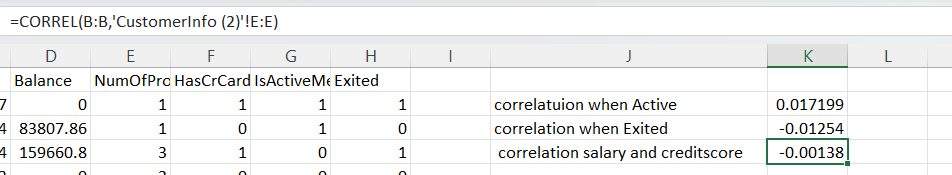 =CORREL(B:B,'CustomerInfo (2)'!E:E)
D E F G H I J K L
Balance NumOfPro HasCrCard IsActiveMe Exited
7 0 1 1 1 1 correlatuion when Active 0.017199
4 83807.86 1 0 1 0 correlation when Exited -0.01254
4 159660.8 3 1 0 1 correlation salary and creditscore -0.00138